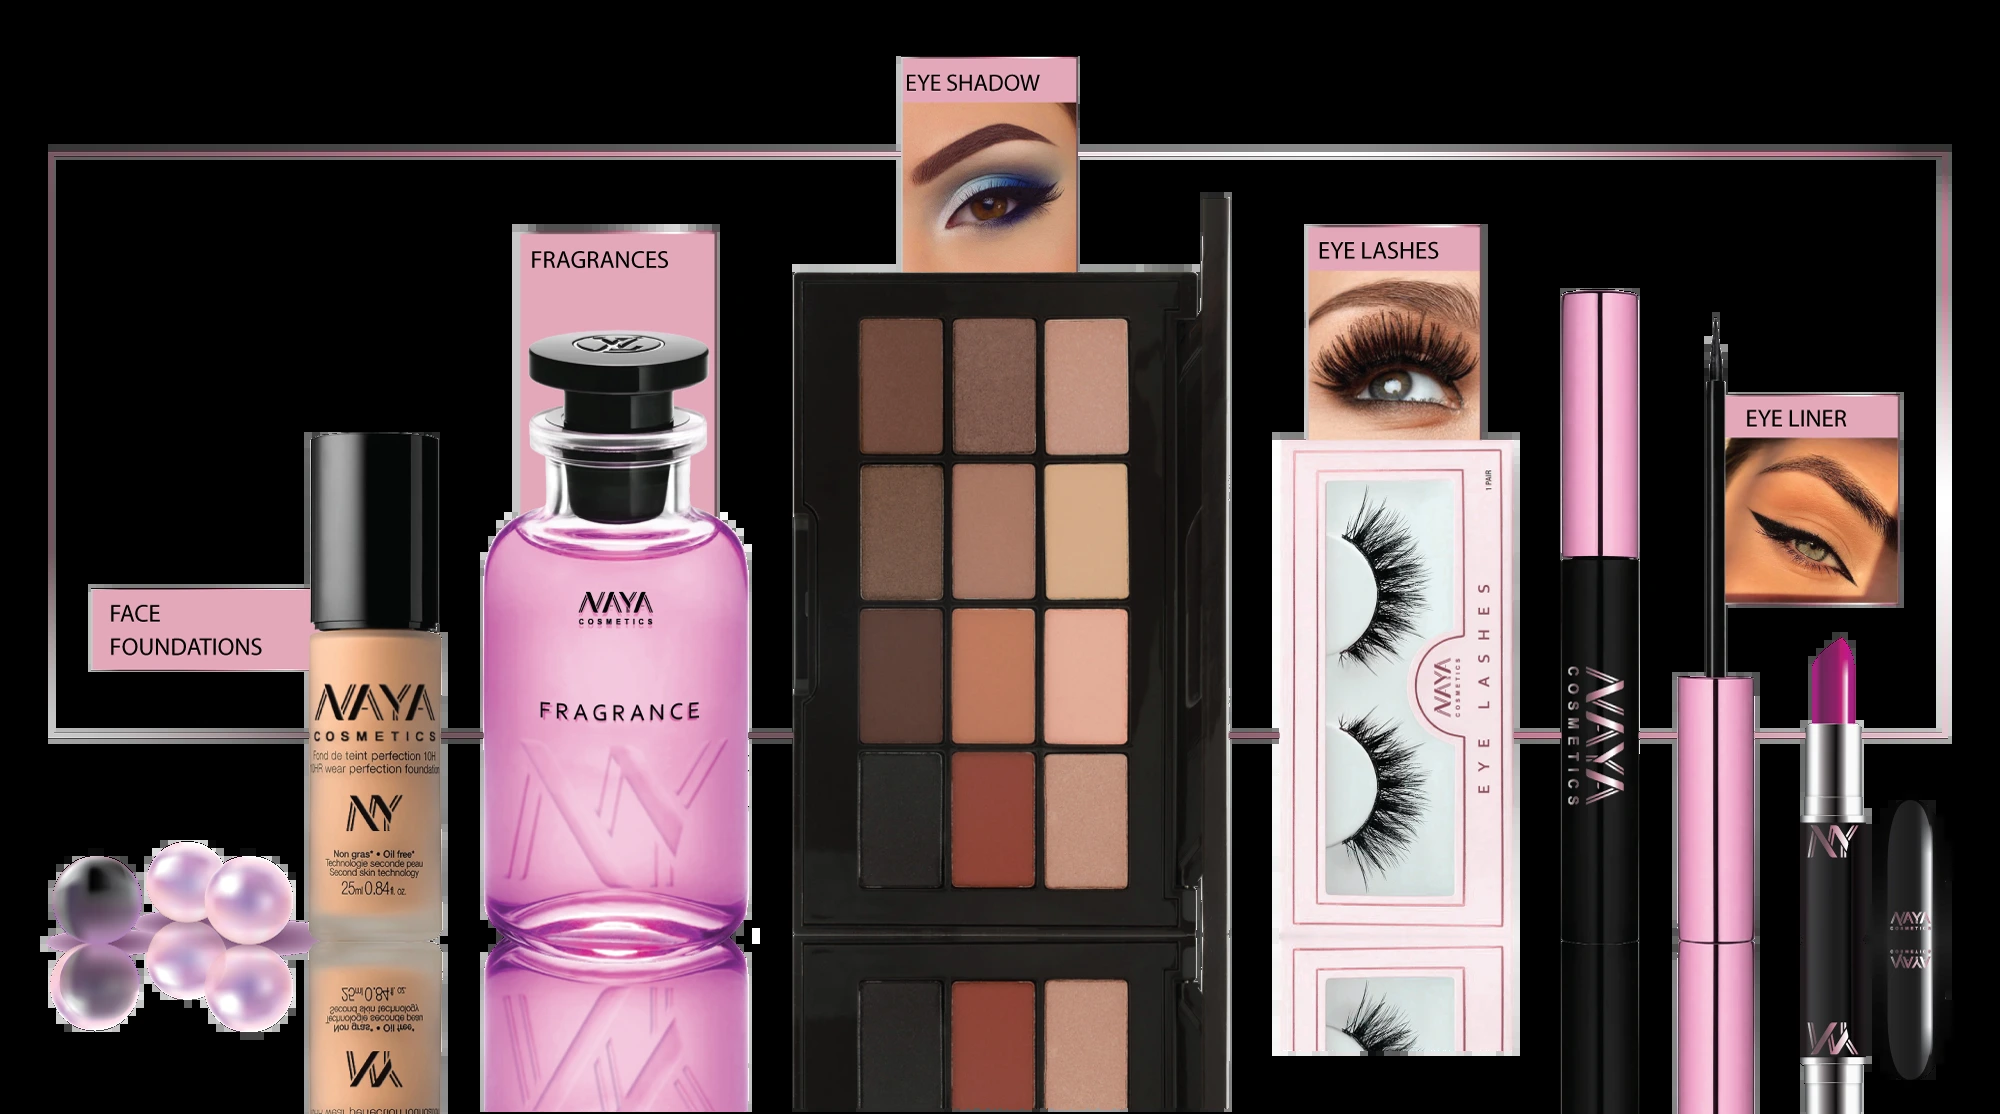 EYE SHADOW
FRAGRANCES
EYE LASHES
EYE LINER
FACE
FOUNDATIONS
NAYA
COSMETICS
Fond de teint perfection 10H
10HR wear perfection foundation
NY
Non gras* • Oil free*
Technologie seconde peau
Second skin technology
25ml 0.84fl. oz.
NAYA
COSMETICS
FRAGRANCE
NY
1 PAIR
NAYA
COSMETICS
EYE LASHES
NAYA
COSMETICS
NY
NAYA
COSMETICS